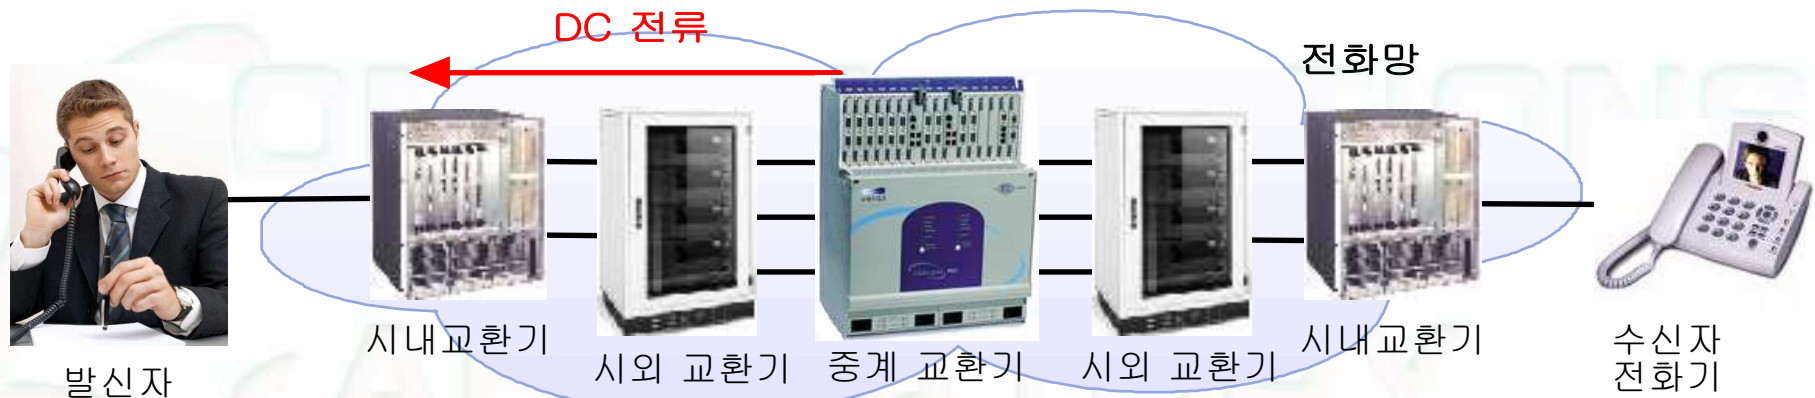 DC 전류
전화망
시내교환기
시외 교환기
중계 교환기
시외 교환기
시내교환기
발신자
수신자
전화기